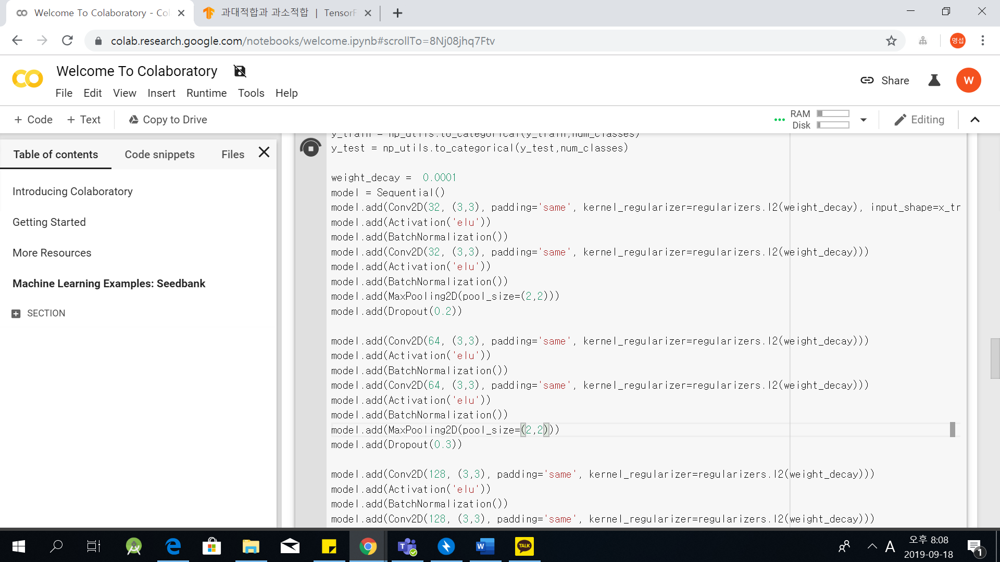 Welcome To Colaboratory - Col
과대적합과 과소적합 | TensorF
colab.research.google.com/notebooks/welcome.ipynb#scrollTo=8Nj08jhq7Ftv
명섭
Welcome To Colaboratory
File Edit View Insert Runtime Tools Help
Share
W
+ Code + Text Copy to Drive
RAM
Disk
Editing
Table of contents Code snippets Files
Introducing Colaboratory
Getting Started
More Resources
Machine Learning Examples: Seedbank
SECTION
y_train = np_utils.to_categorical(y_train,num_classes)
y_test = np_utils.to_categorical(y_test,num_classes)
weight_decay = 0.0001
model = Sequential()
model.add(Conv2D(32, (3,3), padding='same', kernel_regularizer=regularizers.l2(weight_decay), input_shape=x_tr
model.add(Activation('elu'))
model.add(BatchNormalization())
model.add(Conv2D(32, (3,3), padding='same', kernel_regularizer=regularizers.l2(weight_decay)))
model.add(Activation('elu'))
model.add(BatchNormalization())
model.add(MaxPooling2D(pool_size=(2,2)))
model.add(Dropout(0.2))
model.add(Conv2D(64, (3,3), padding='same', kernel_regularizer=regularizers.l2(weight_decay)))
model.add(Activation('elu'))
model.add(BatchNormalization())
model.add(Conv2D(64, (3,3), padding='same', kernel_regularizer=regularizers.l2(weight_decay)))
model.add(Activation('elu'))
model.add(BatchNormalization())
model.add(MaxPooling2D(pool_size=(2,2)))
model.add(Dropout(0.3))
model.add(Conv2D(128, (3,3), padding='same', kernel_regularizer=regularizers.l2(weight_decay)))
model.add(Activation('elu'))
model.add(BatchNormalization())
model.add(Conv2D(128, (3,3), padding='same', kernel_regularizer=regularizers.l2(weight_decay)))
TALK
A
오후 8:08
2019-09-18
1